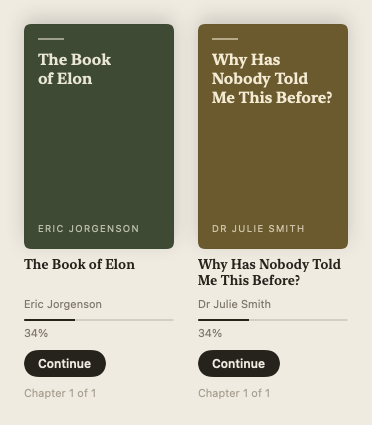 The Book
of Elon
ERIC JORGENSON
The Book of Elon
Eric Jorgenson
34%
Continue
Chapter 1 of 1
Why Has
Nobody Told
Me This Before?
DR JULIE SMITH
Why Has Nobody Told
Me This Before?
Dr Julie Smith
34%
Continue
Chapter 1 of 1